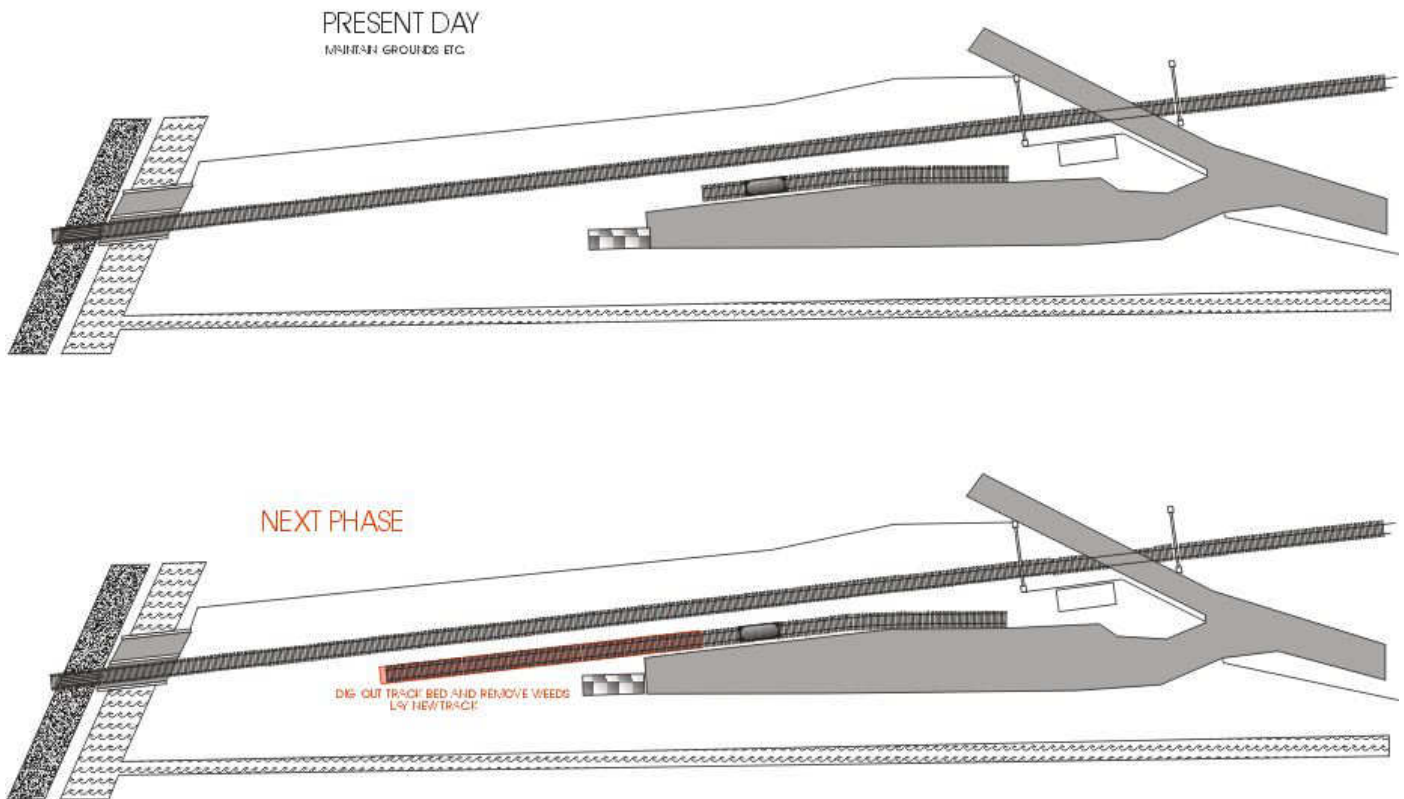 PRESENT DAY
MAINTAIN GROUNDS ETC
NEXT PHASE
DIG OUT TRACK BED AND REMOVE WEEDS
LAY NEW TRACK